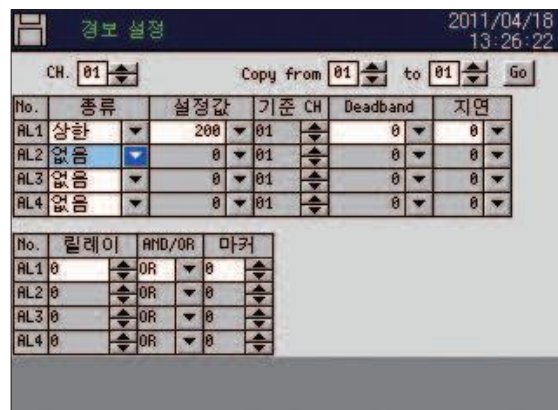 경보 설정
2011/04/18
13:26:22
CH. 01 Copy from 01 to 01 Go
No. 종류 설정값 기준 CH Deadband 지연
AL1 상한 200 01 0 0
AL2 없음 0 01 0 0
AL3 없음 0 01 0 0
AL4 없음 0 01 0 0
No. 릴레이 AND/OR 마커
AL1 0 OR 0
AL2 0 OR 0
AL3 0 OR 0
AL4 0 OR 0